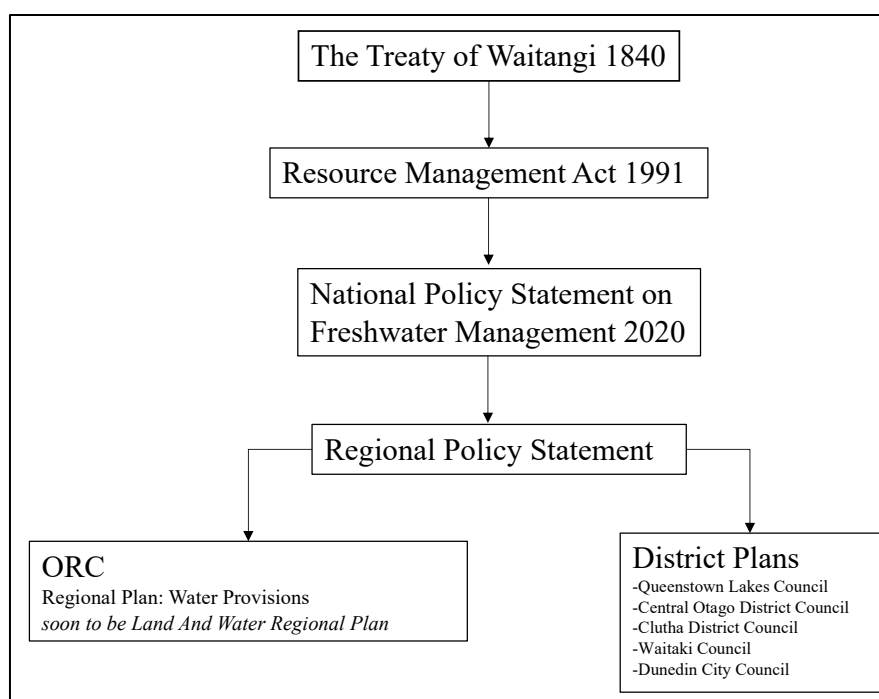 The Treaty of Waitangi 1840
Resource Management Act 1991
National Policy Statement on
Freshwater Management 2020
Regional Policy Statement
ORC
Regional Plan: Water Provisions
soon to be Land And Water Regional Plan
District Plans
-Queenstown Lakes Council
-Central Otago District Council
-Clutha District Council
-Waitaki Council
-Dunedin City Council